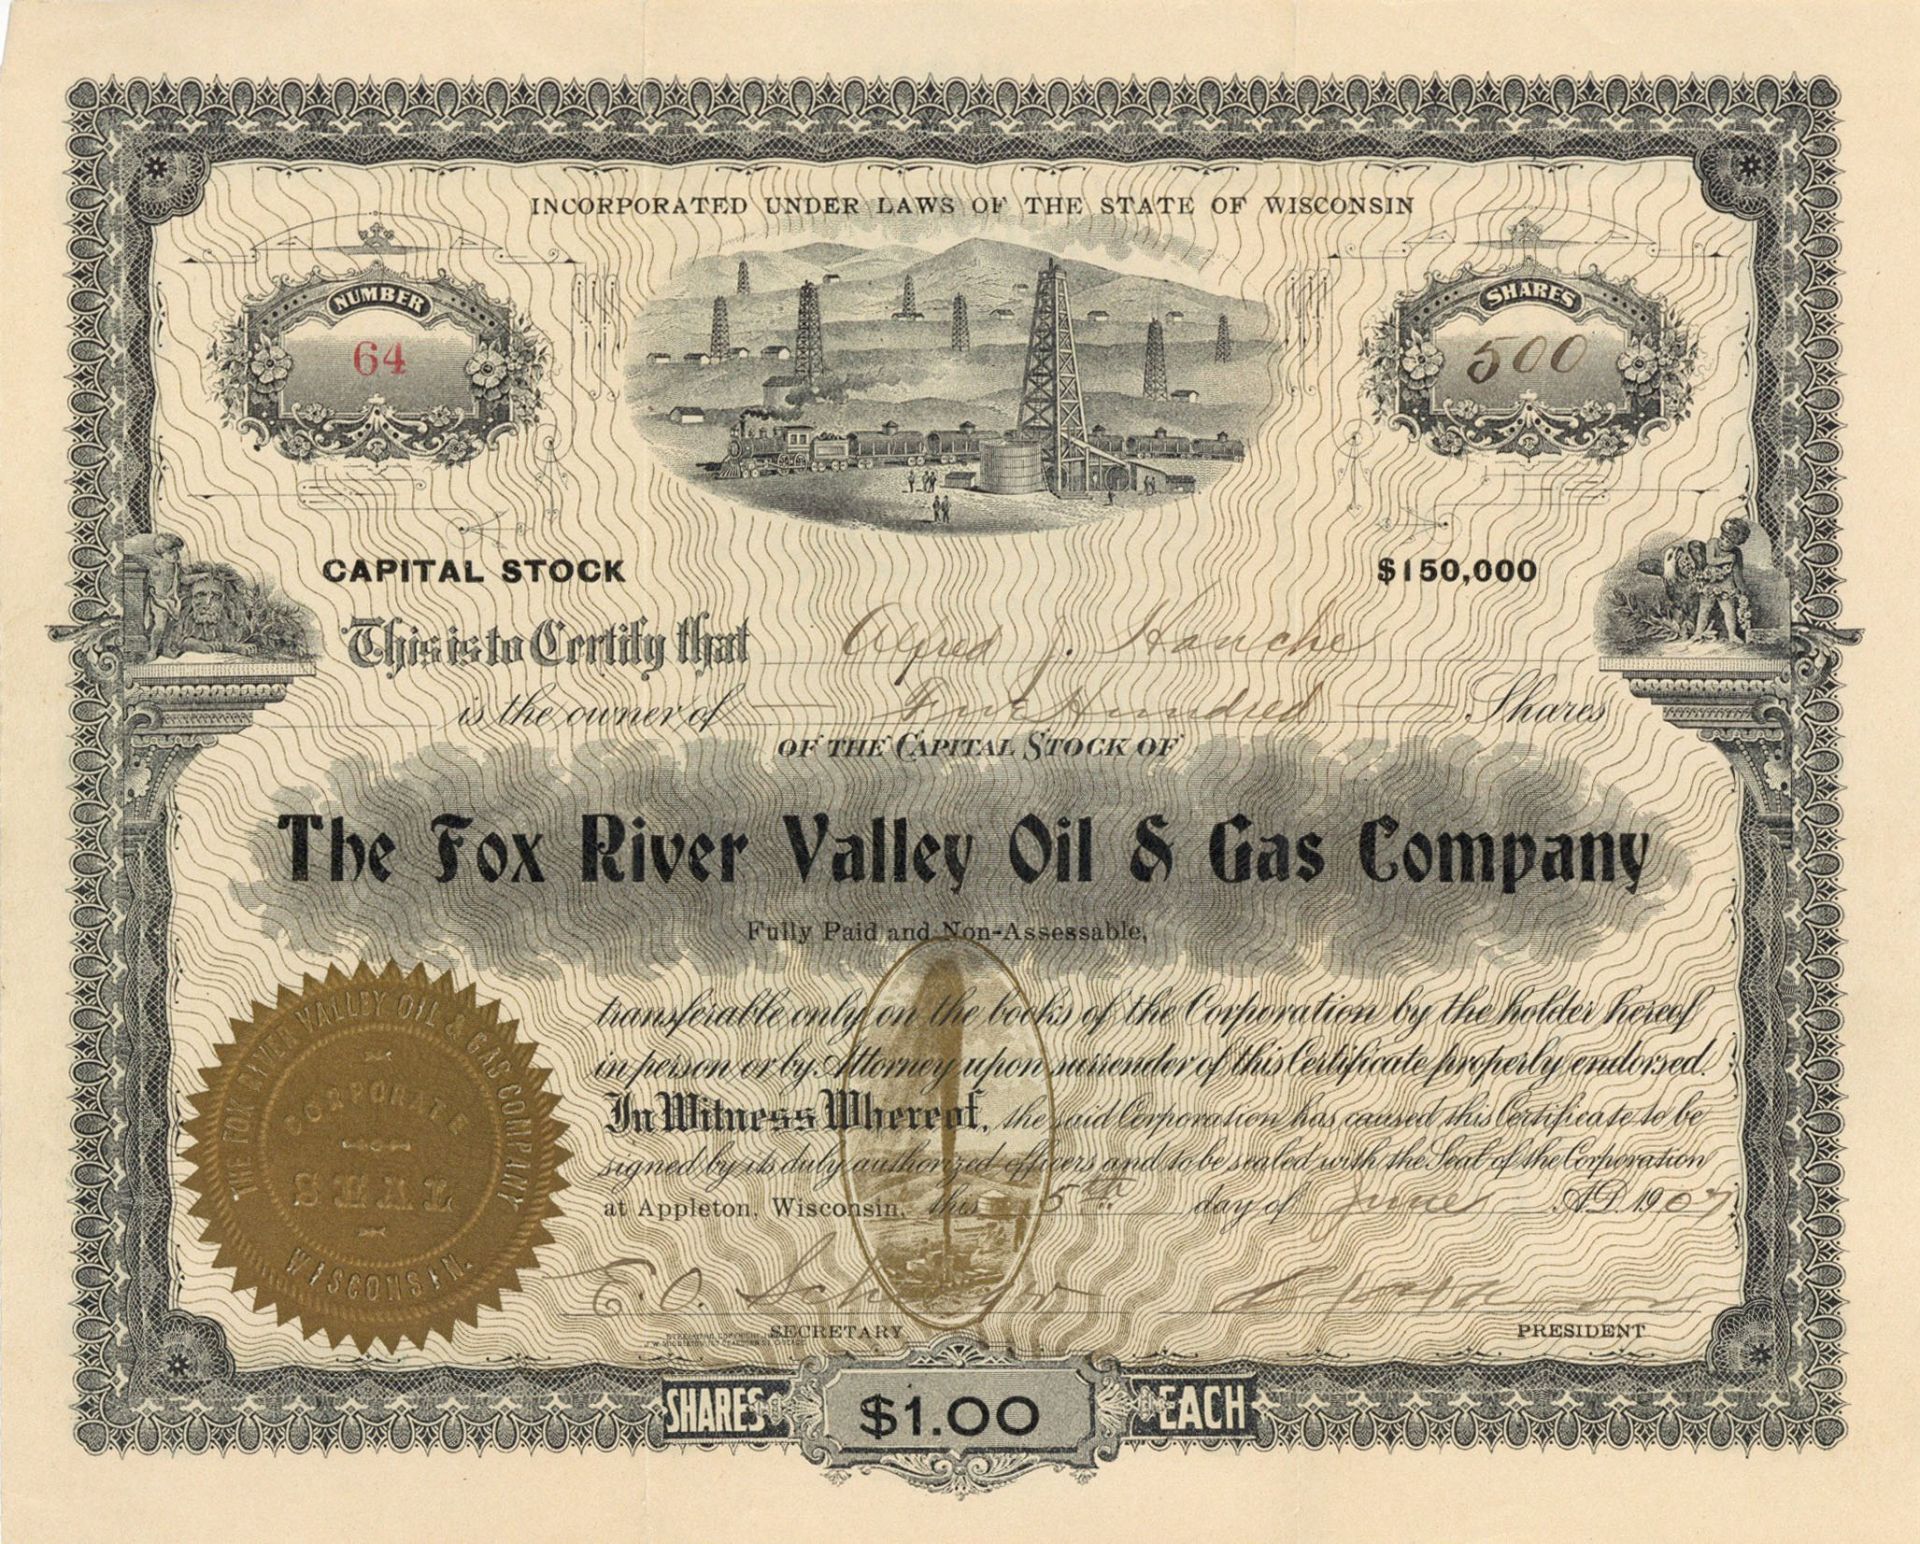 INCORPORATED UNDER LAWS OF THE STATE OF WISCONSIN
NUMBER
64
SHARES
500
CAPITAL STOCK $150,000
This is to Certify that Alfred J. Hanche
is the owner of Five Hundred Shares
OF THE CAPITAL STOCK OF
The Fox River Valley Oil & Gas Company
Fully Paid and Non-Assessable,
transferable only on the books of the Corporation by the holder hereof
in person or by Attorney upon surrender of this Certificate properly endorsed.
In Witness Whereof, the said Corporation has caused this Certificate to be
signed by its duly authorized officers and to be sealed with the Seal of the Corporation
at Appleton, Wisconsin, this 5th day of June A.D. 1907
E. O.
SECRETARY
PRESIDENT
THE FOX RIVER VALLEY OIL & GAS COMPANY
CORPORATE
SEAL
WISCONSIN.
SHARES $1.00 EACH